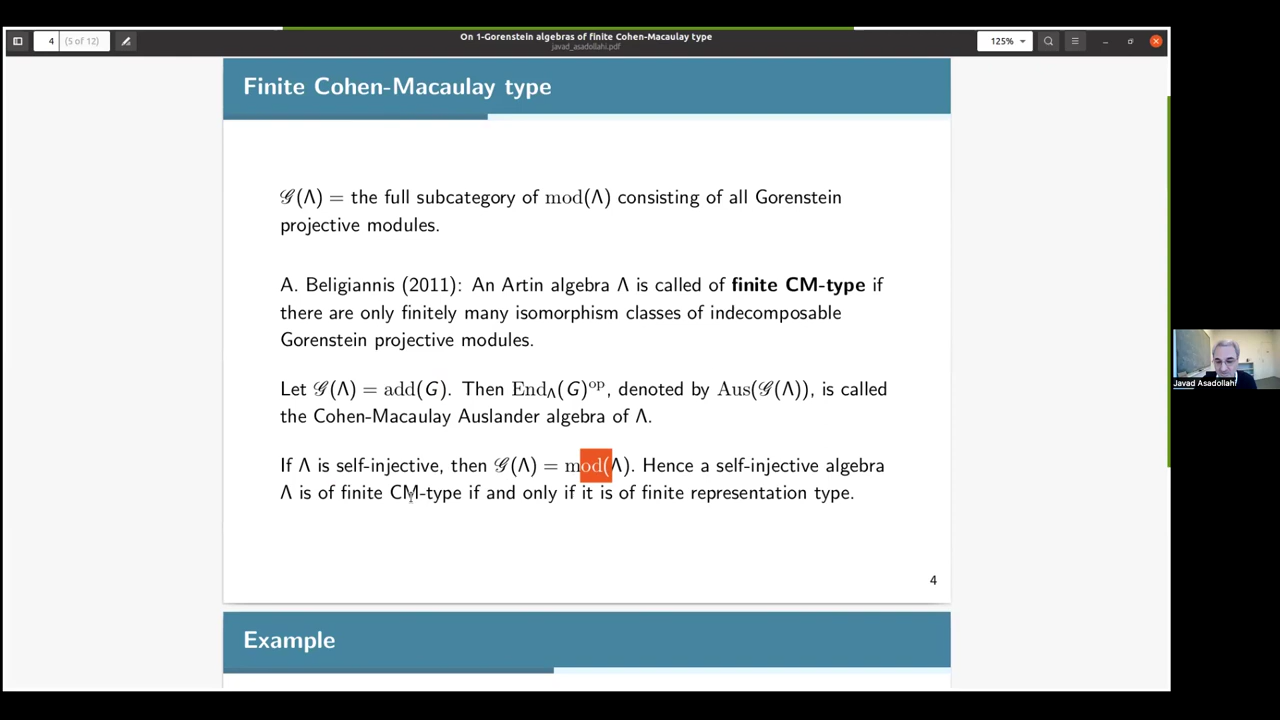 4 (5 of 12)
On 1-Gorenstein algebras of finite Cohen-Macaulay type
javad_asadollahi.pdf
125%
Finite Cohen-Macaulay type
𝒢(Λ) = the full subcategory of mod(Λ) consisting of all Gorenstein
projective modules.
A. Beligiannis (2011): An Artin algebra Λ is called of finite CM-type if
there are only finitely many isomorphism classes of indecomposable
Gorenstein projective modules.
Let 𝒢(Λ) = add(G). Then End_Λ(G)^op, denoted by Aus(𝒢(Λ)), is called
the Cohen-Macaulay Auslander algebra of Λ.
If Λ is self-injective, then 𝒢(Λ) = mod(Λ). Hence a self-injective algebra
Λ is of finite CM-type if and only if it is of finite representation type.
4
Example
Javad Asadollahi